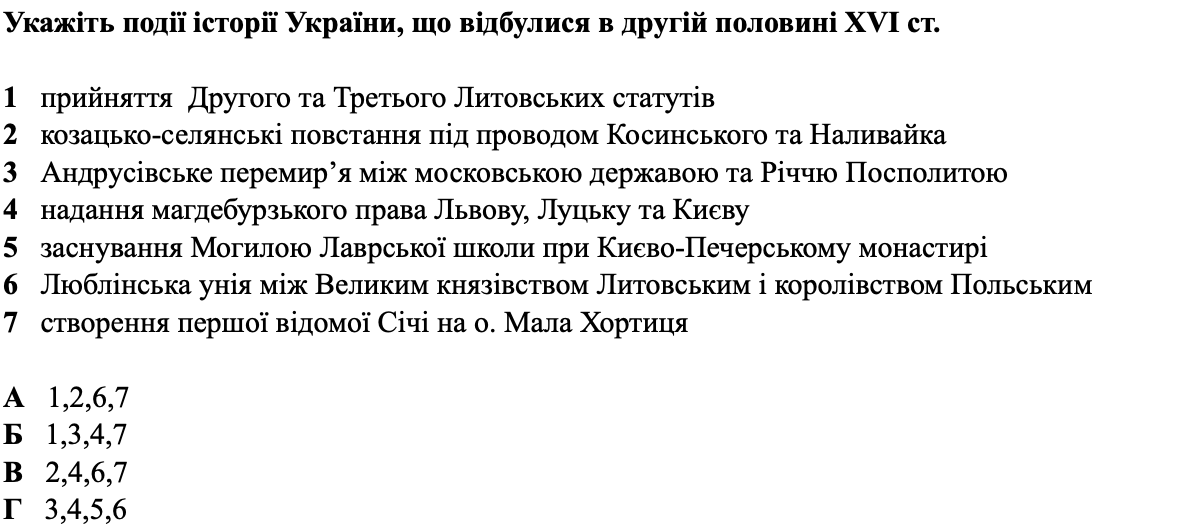 Укажіть події історії України, що відбулися в другій половині XVI ст.
1 прийняття Другого та Третього Литовських статутів
2 козацько-селянські повстання під проводом Косинського та Наливайка
3 Андрусівське перемир’я між московською державою та Річчю Посполитою
4 надання магдебурзького права Львову, Луцьку та Києву
5 заснування Могилою Лаврської школи при Києво-Печерському монастирі
6 Люблінська унія між Великим князівством Литовським і королівством Польським
7 створення першої відомої Січі на о. Мала Хортиця
А 1,2,6,7
Б 1,3,4,7
В 2,4,6,7
Г 3,4,5,6